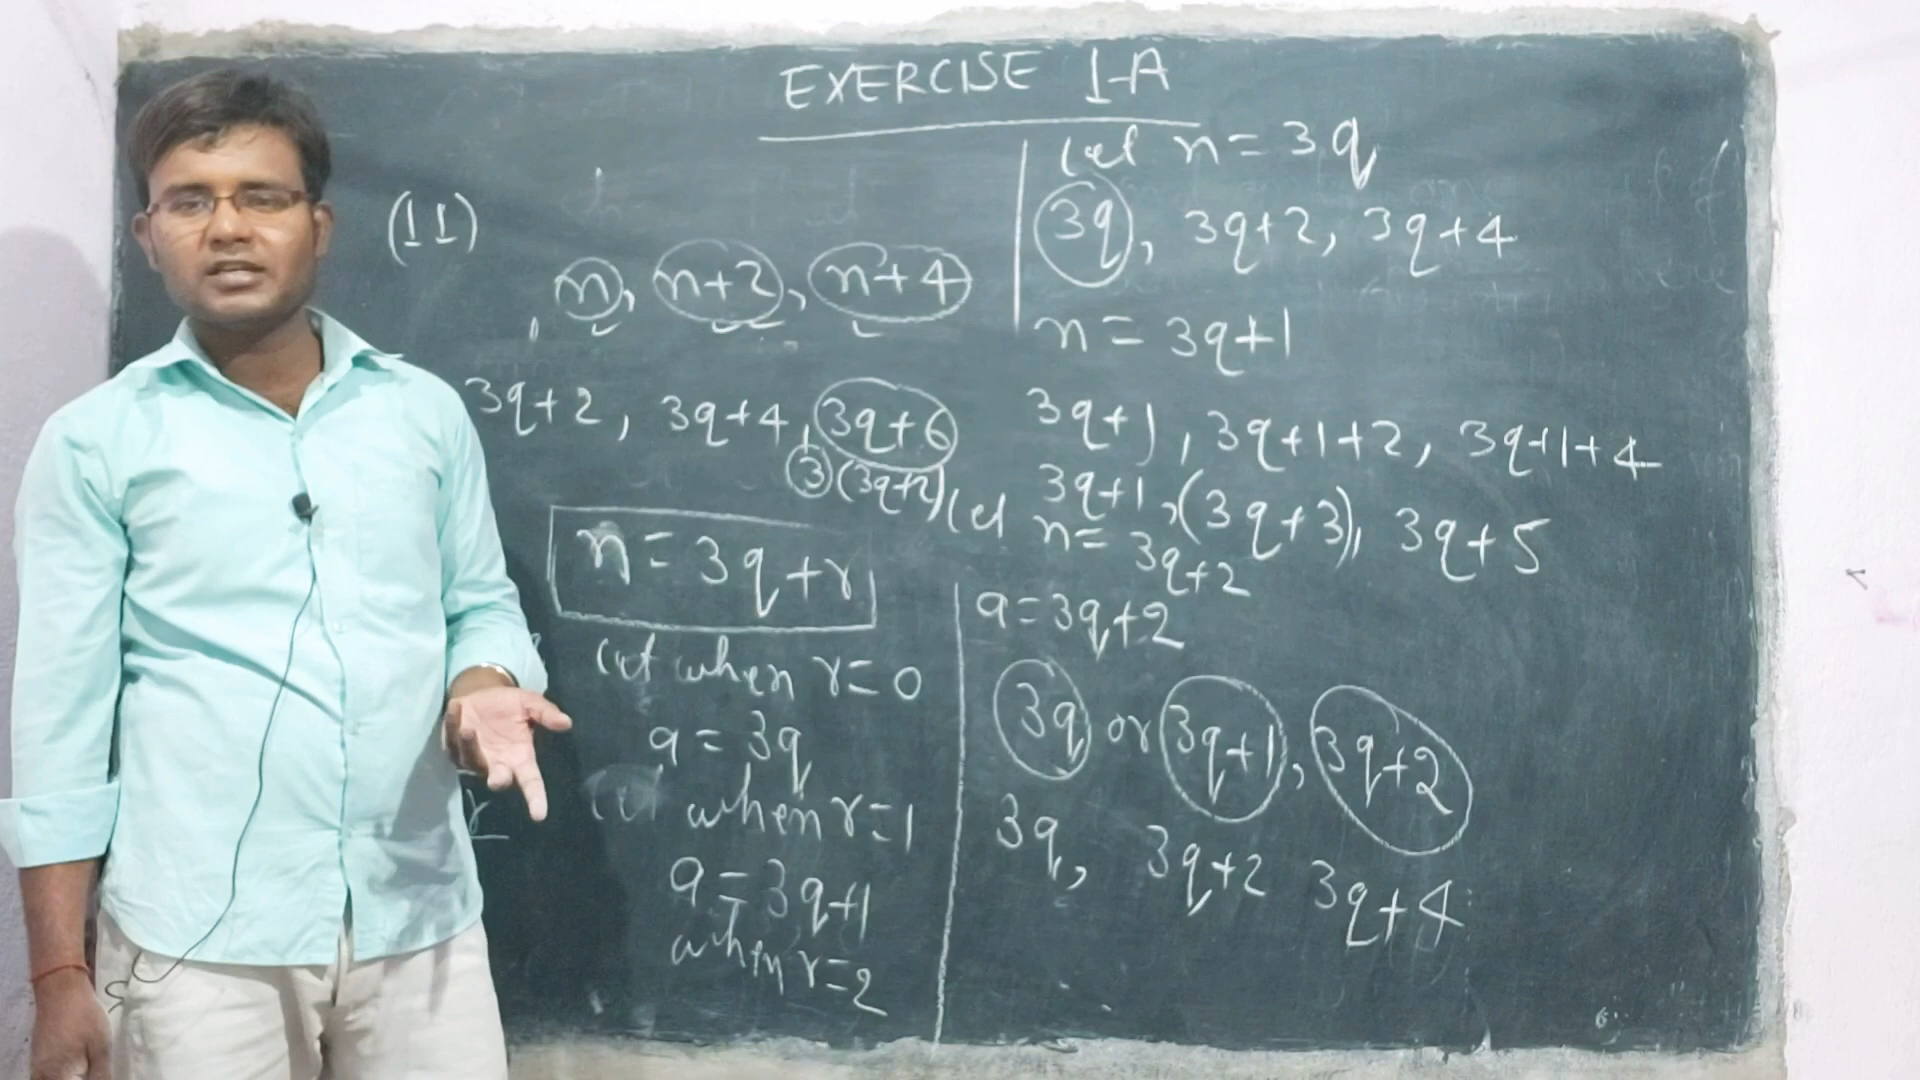 EXERCISE 1-A
(11)
n, n+2, n+4
3q+2, 3q+4, 3q+6
3(3q+2)
n=3q+r
let when r=0
a=3q
let when r=1
a=3q+1
when r=2
let n=3q
3q, 3q+2, 3q+4
n=3q+1
3q+1, 3q+1+2, 3q+1+4
3q+1, (3q+3), 3q+5
let n=3q+2
a=3q+2
3q or 3q+1, 3q+2
3q, 3q+2 3q+4